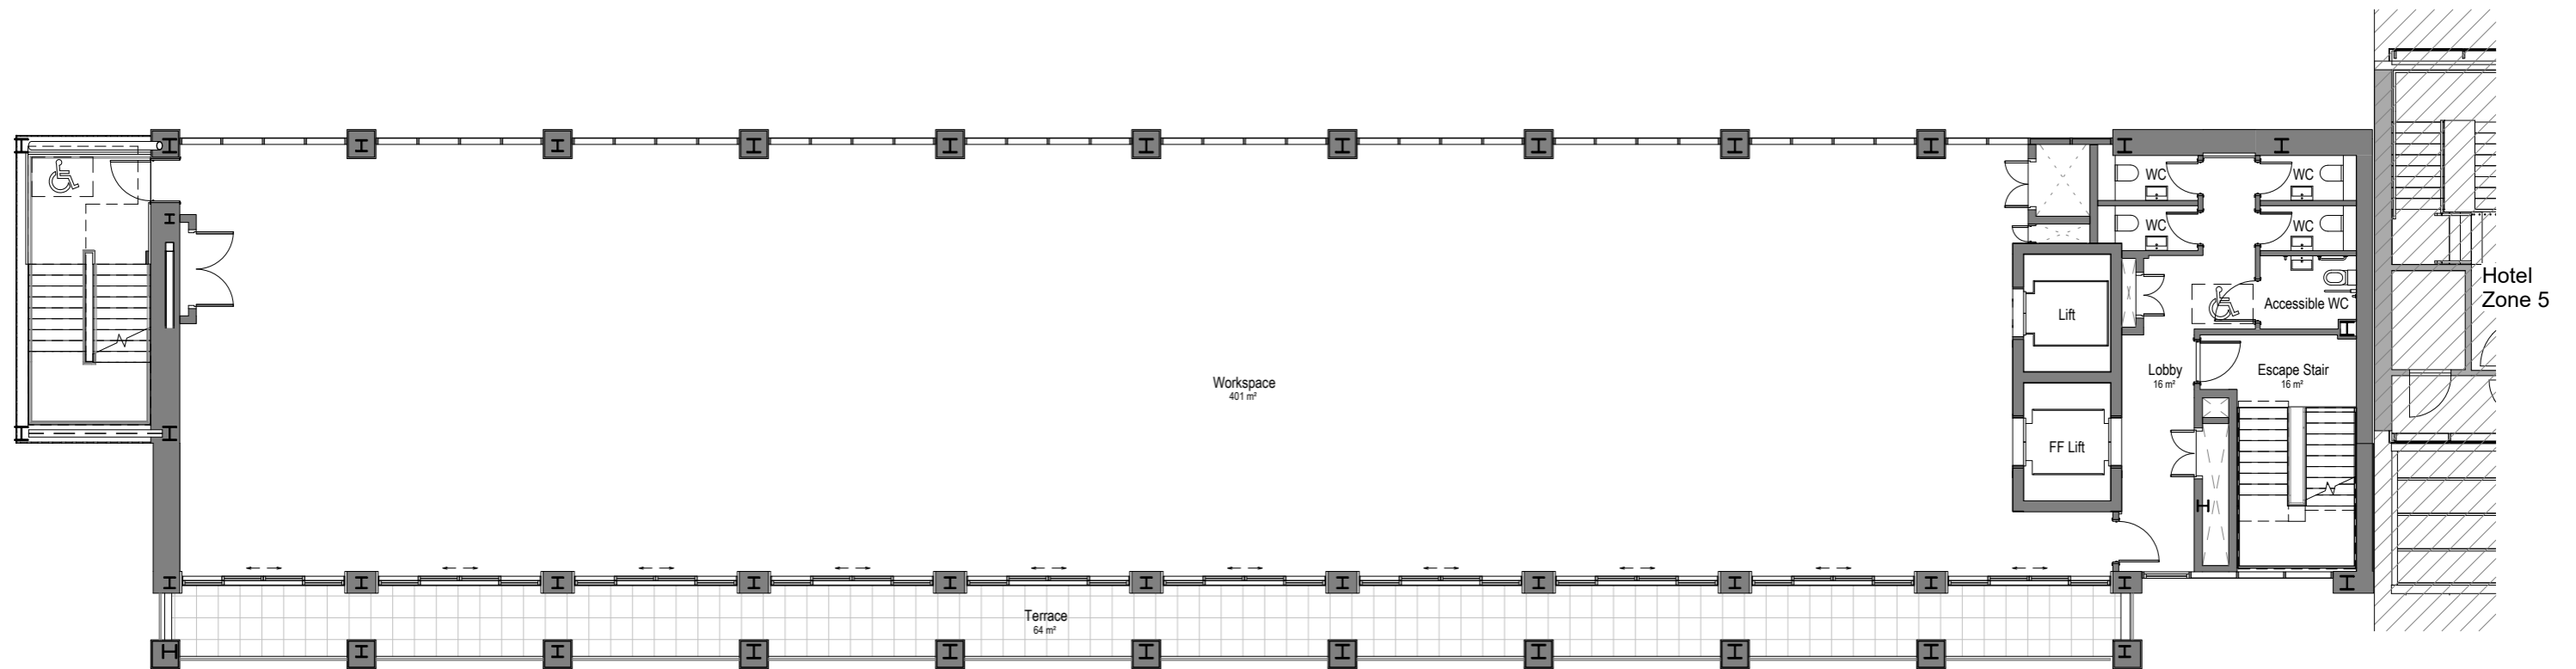 WC
WC
WC
WC
Hotel
Zone 5
Accessible WC
Lift
Lobby
16 m²
Escape Stair
16 m²
Workspace
401 m²
FF Lift
Terrace
64 m²